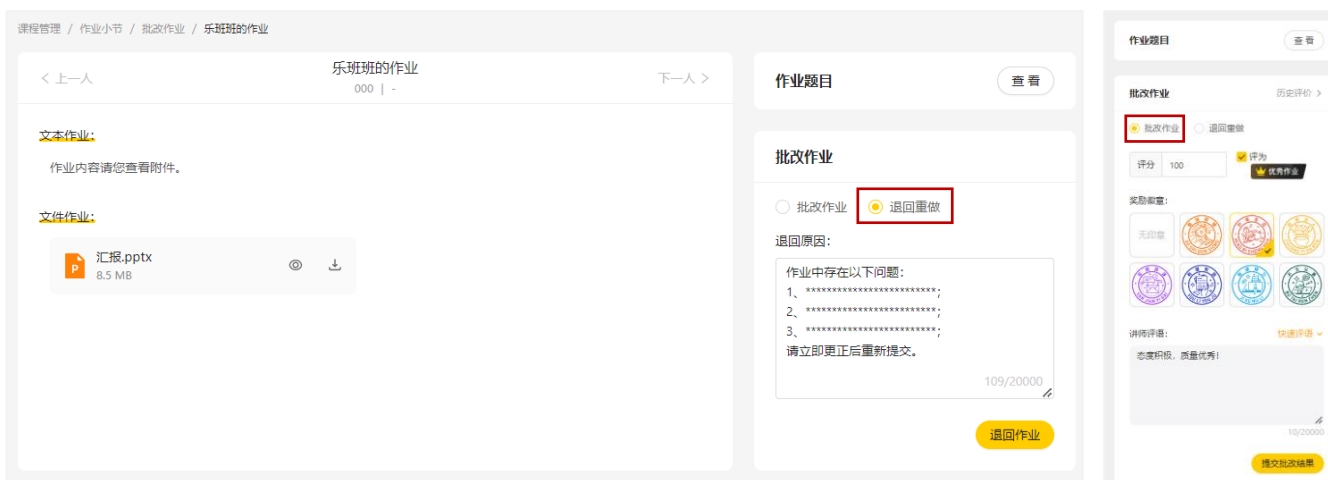 课程管理 / 作业小节 / 批改作业 / 乐班班的作业
< 上一人
乐班班的作业
000 | -
下一人 >
文本作业：
作业内容请您查看附件。
文件作业：
汇报.pptx
8.5 MB
作业题目
查看
批改作业
批改作业
退回重做
退回原因：
作业中存在以下问题：
1、*************************；
2、*************************；
3、*************************；
请立即更正后重新提交。
109/20000
退回作业
作业题目
查看
批改作业
历史评价 >
批改作业
退回重做
评分 100
评为
优秀作业
奖励徽章：
无印章
讲师评语：
快速评语
态度积极，质量优秀！
10/20000
提交批改结果